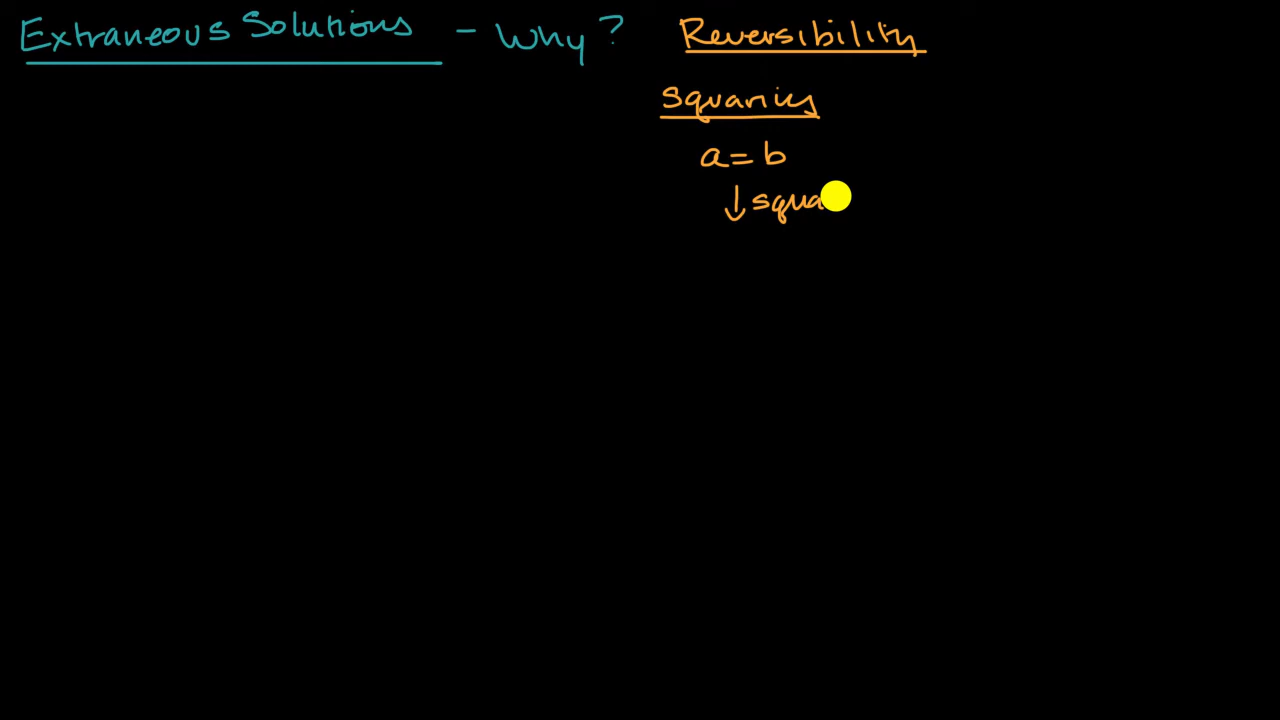 Extraneous Solutions - Why? Reversibility
Squaring
a = b
↓ squa